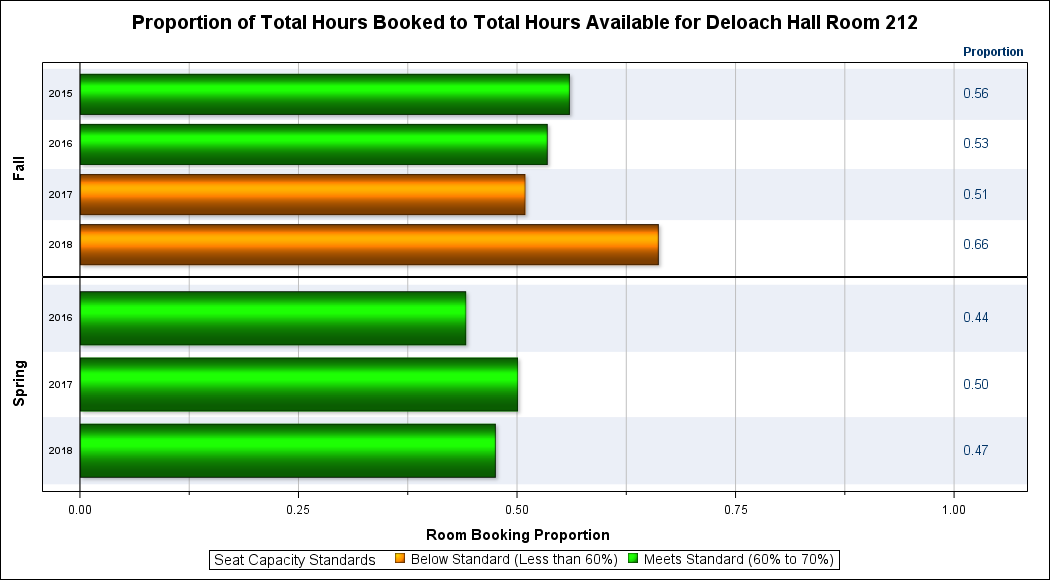 Proportion of Total Hours Booked to Total Hours Available for Deloach Hall Room 212
Proportion
Fall
2015 0.56
2016 0.53
2017 0.51
2018 0.66
Spring
2016 0.44
2017 0.50
2018 0.47
0.00 0.25 0.50 0.75 1.00
Room Booking Proportion
Seat Capacity Standards Below Standard (Less than 60%) Meets Standard (60% to 70%)